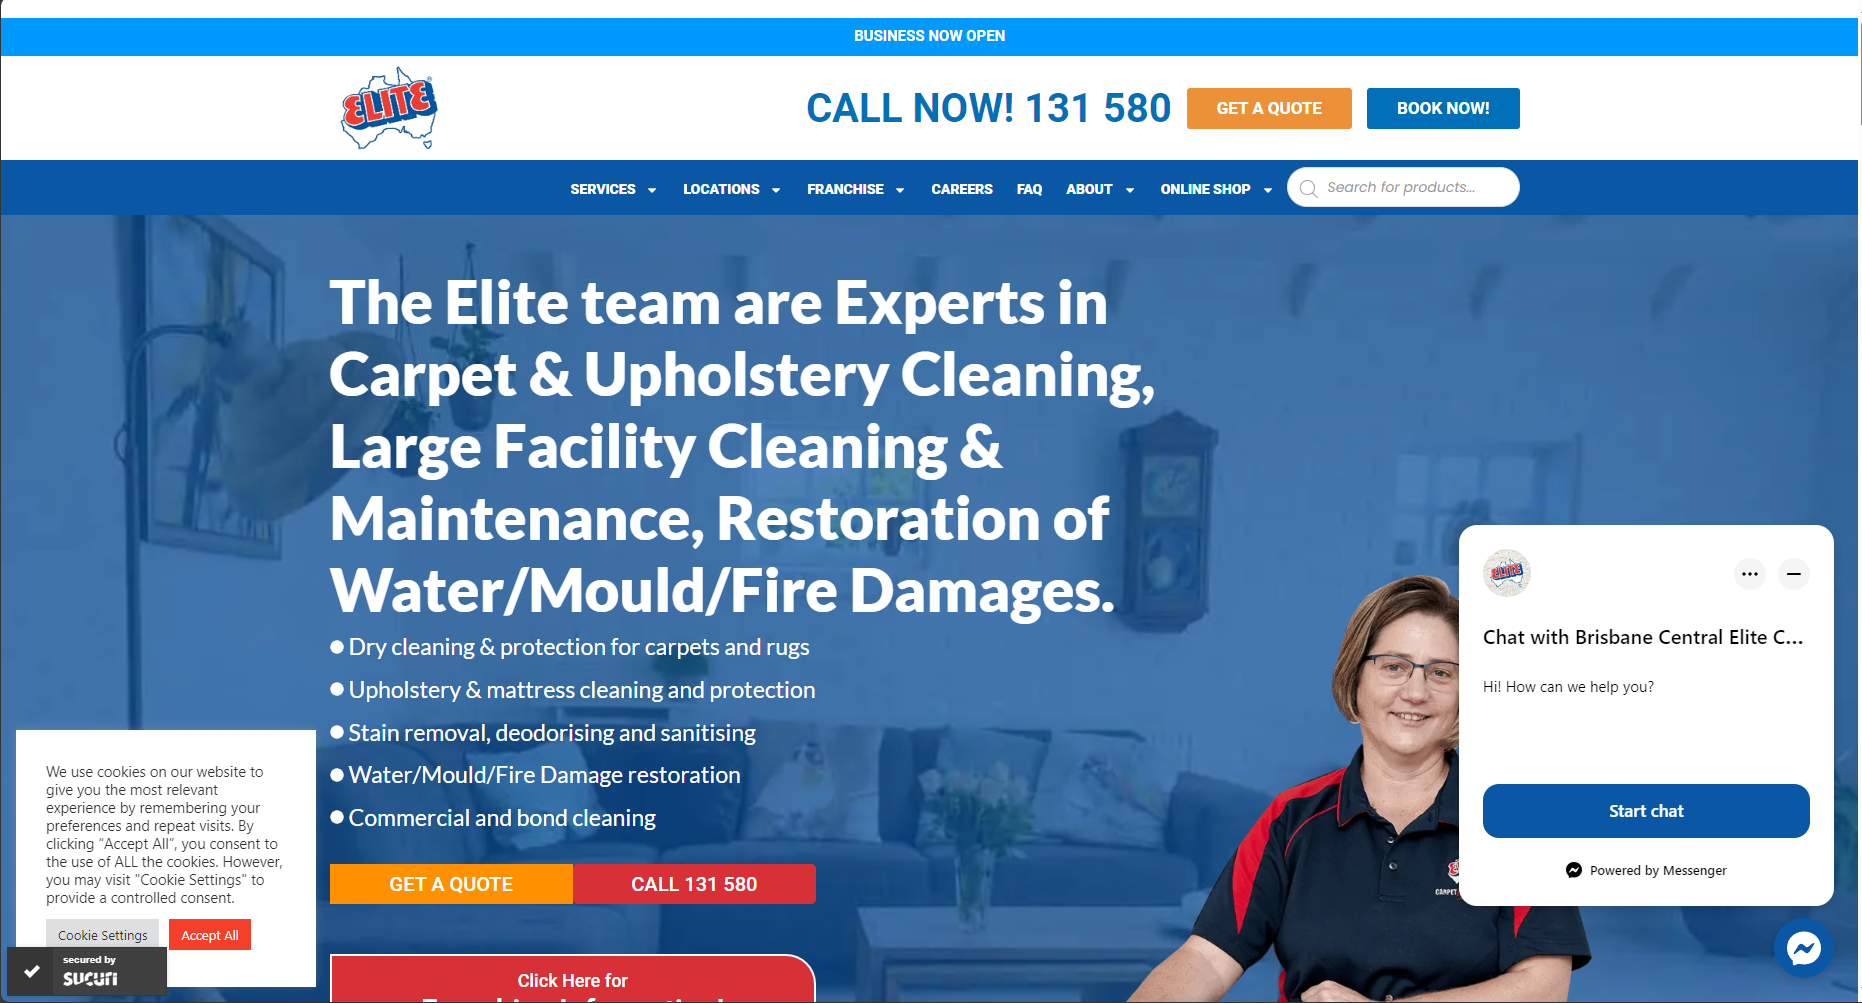 BUSINESS NOW OPEN
ELITE
CALL NOW! 131 580
GET A QUOTE
BOOK NOW!
SERVICES
LOCATIONS
FRANCHISE
CAREERS
FAQ
ABOUT
ONLINE SHOP
Search for products...
The Elite team are Experts in
Carpet & Upholstery Cleaning,
Large Facility Cleaning &
Maintenance, Restoration of
Water/Mould/Fire Damages.
Dry cleaning & protection for carpets and rugs
Upholstery & mattress cleaning and protection
Stain removal, deodorising and sanitising
Water/Mould/Fire Damage restoration
Commercial and bond cleaning
GET A QUOTE
CALL 131 580
Click Here for
We use cookies on our website to
give you the most relevant
experience by remembering your
preferences and repeat visits. By
clicking “Accept All”, you consent to
the use of ALL the cookies. However,
you may visit "Cookie Settings" to
provide a controlled consent.
Cookie Settings
Accept All
secured by
sucuri
CARPET
ELITE
Chat with Brisbane Central Elite C...
Hi! How can we help you?
Start chat
Powered by Messenger